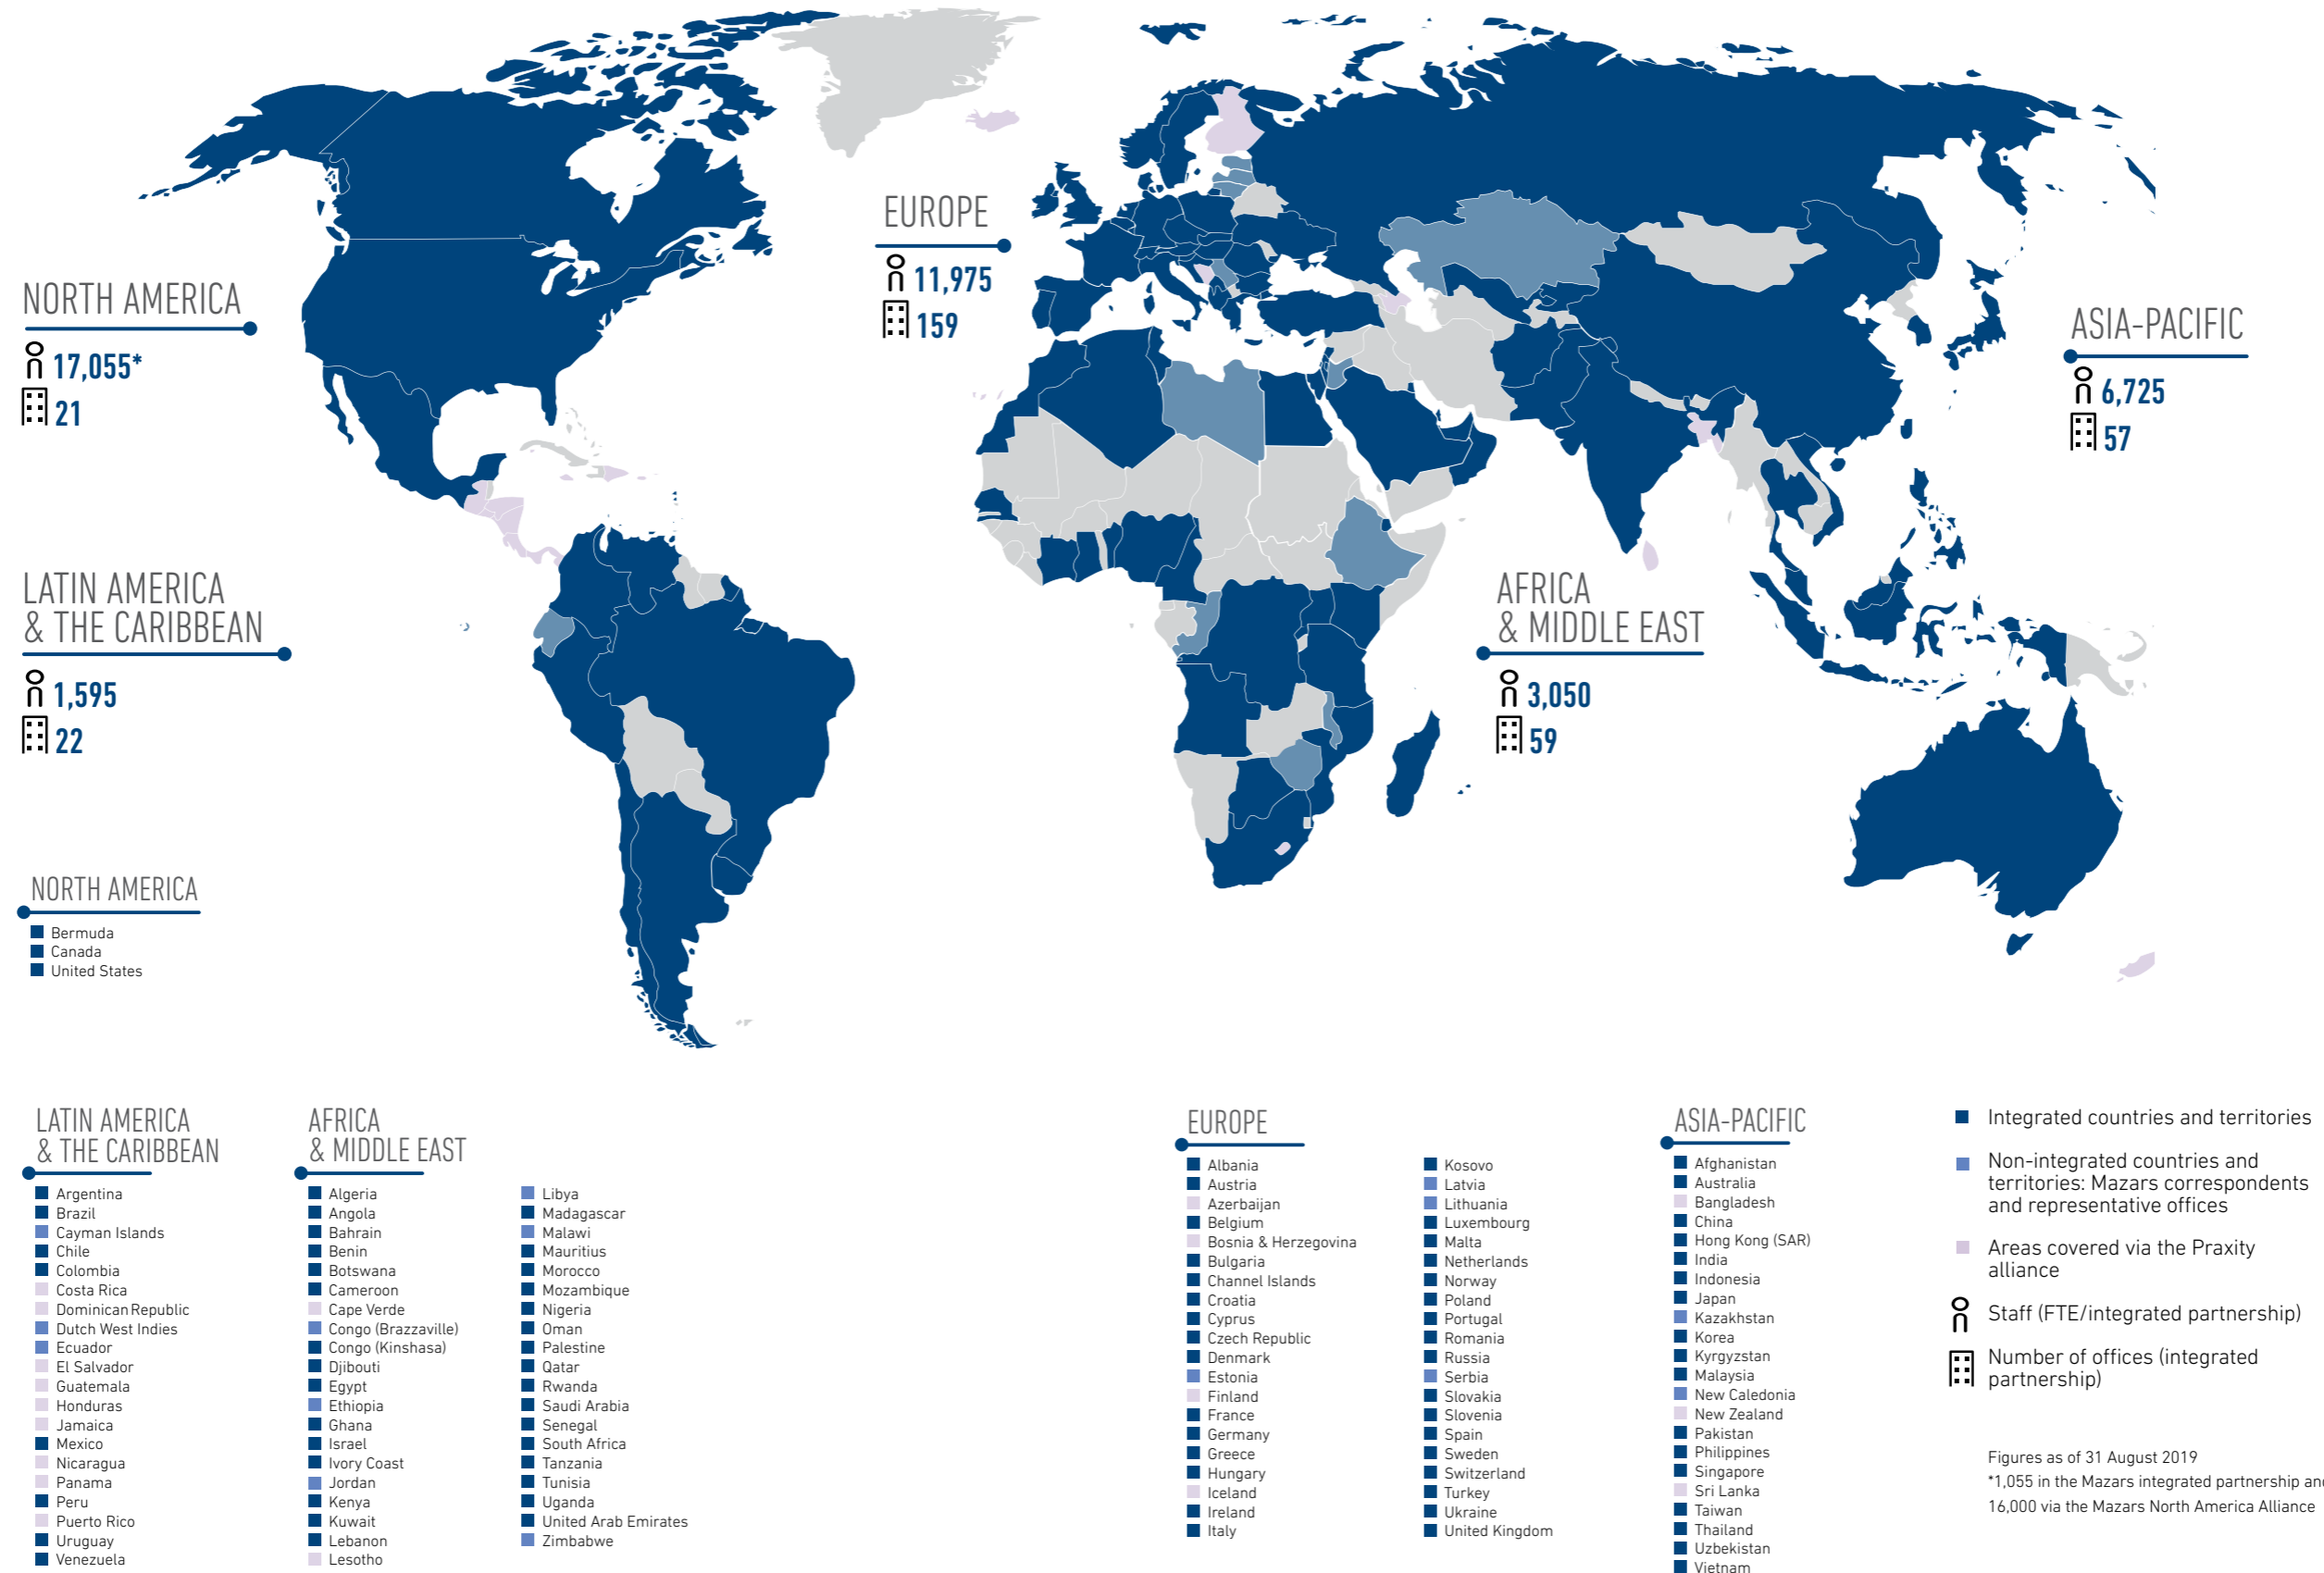 EUROPE
11,975
159
NORTH AMERICA
17,055*
21
ASIA-PACIFIC
6,725
57
LATIN AMERICA
& THE CARIBBEAN
1,595
22
AFRICA
& MIDDLE EAST
3,050
59
NORTH AMERICA
Bermuda
Canada
United States
LATIN AMERICA
& THE CARIBBEAN
Argentina
Brazil
Cayman Islands
Chile
Colombia
Costa Rica
Dominican Republic
Dutch West Indies
Ecuador
El Salvador
Guatemala
Honduras
Jamaica
Mexico
Nicaragua
Panama
Peru
Puerto Rico
Uruguay
Venezuela
AFRICA
& MIDDLE EAST
Algeria
Angola
Bahrain
Benin
Botswana
Cameroon
Cape Verde
Congo (Brazzaville)
Congo (Kinshasa)
Djibouti
Egypt
Ethiopia
Ghana
Israel
Ivory Coast
Jordan
Kenya
Kuwait
Lebanon
Lesotho
Libya
Madagascar
Malawi
Mauritius
Morocco
Mozambique
Nigeria
Oman
Palestine
Qatar
Rwanda
Saudi Arabia
Senegal
South Africa
Tanzania
Tunisia
Uganda
United Arab Emirates
Zimbabwe
EUROPE
Albania
Austria
Azerbaijan
Belgium
Bosnia & Herzegovina
Bulgaria
Channel Islands
Croatia
Cyprus
Czech Republic
Denmark
Estonia
Finland
France
Germany
Greece
Hungary
Iceland
Ireland
Italy
Kosovo
Latvia
Lithuania
Luxembourg
Malta
Netherlands
Norway
Poland
Portugal
Romania
Russia
Serbia
Slovakia
Slovenia
Spain
Sweden
Switzerland
Turkey
Ukraine
United Kingdom
ASIA-PACIFIC
Afghanistan
Australia
Bangladesh
China
Hong Kong (SAR)
India
Indonesia
Japan
Kazakhstan
Korea
Kyrgyzstan
Malaysia
New Caledonia
New Zealand
Pakistan
Philippines
Singapore
Sri Lanka
Taiwan
Thailand
Uzbekistan
Vietnam
Integrated countries and territories
Non-integrated countries and
territories: Mazars correspondents
and representative offices
Areas covered via the Praxity
alliance
Staff (FTE/integrated partnership)
Number of offices (integrated
partnership)
Figures as of 31 August 2019
*1,055 in the Mazars integrated partnership and
16,000 via the Mazars North America Alliance